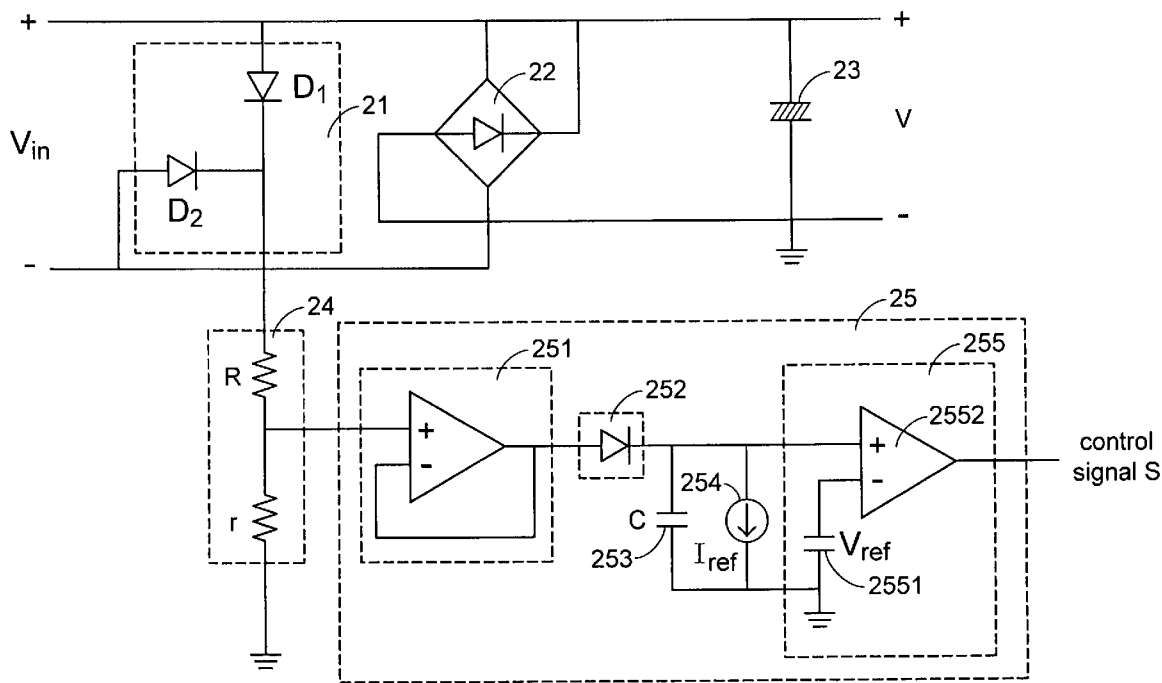 + +
D1 22 23
21
Vin V
D2
- -
24 25
R 251 255
252
+ 2552
- + control
254 - signal S
r C
253 Iref Vref
2551